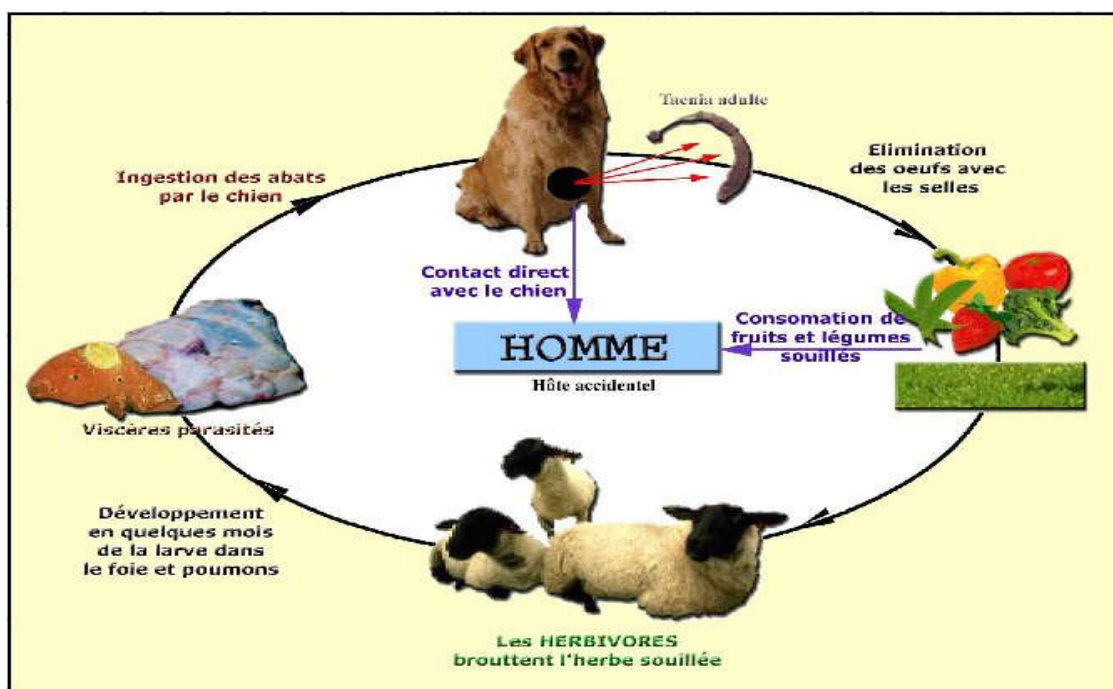 Taenia adulte
Elimination
des oeufs avec
les selles
Ingestion des abats
par le chien
Contact direct
avec le chien
Consomation de
fruits et légumes
souillés
HOMME
Hôte accidentel
Viscères parasités
Développement
en quelques mois
de la larve dans
le foie et poumons
Les HERBIVORES
brouttent l'herbe souillée